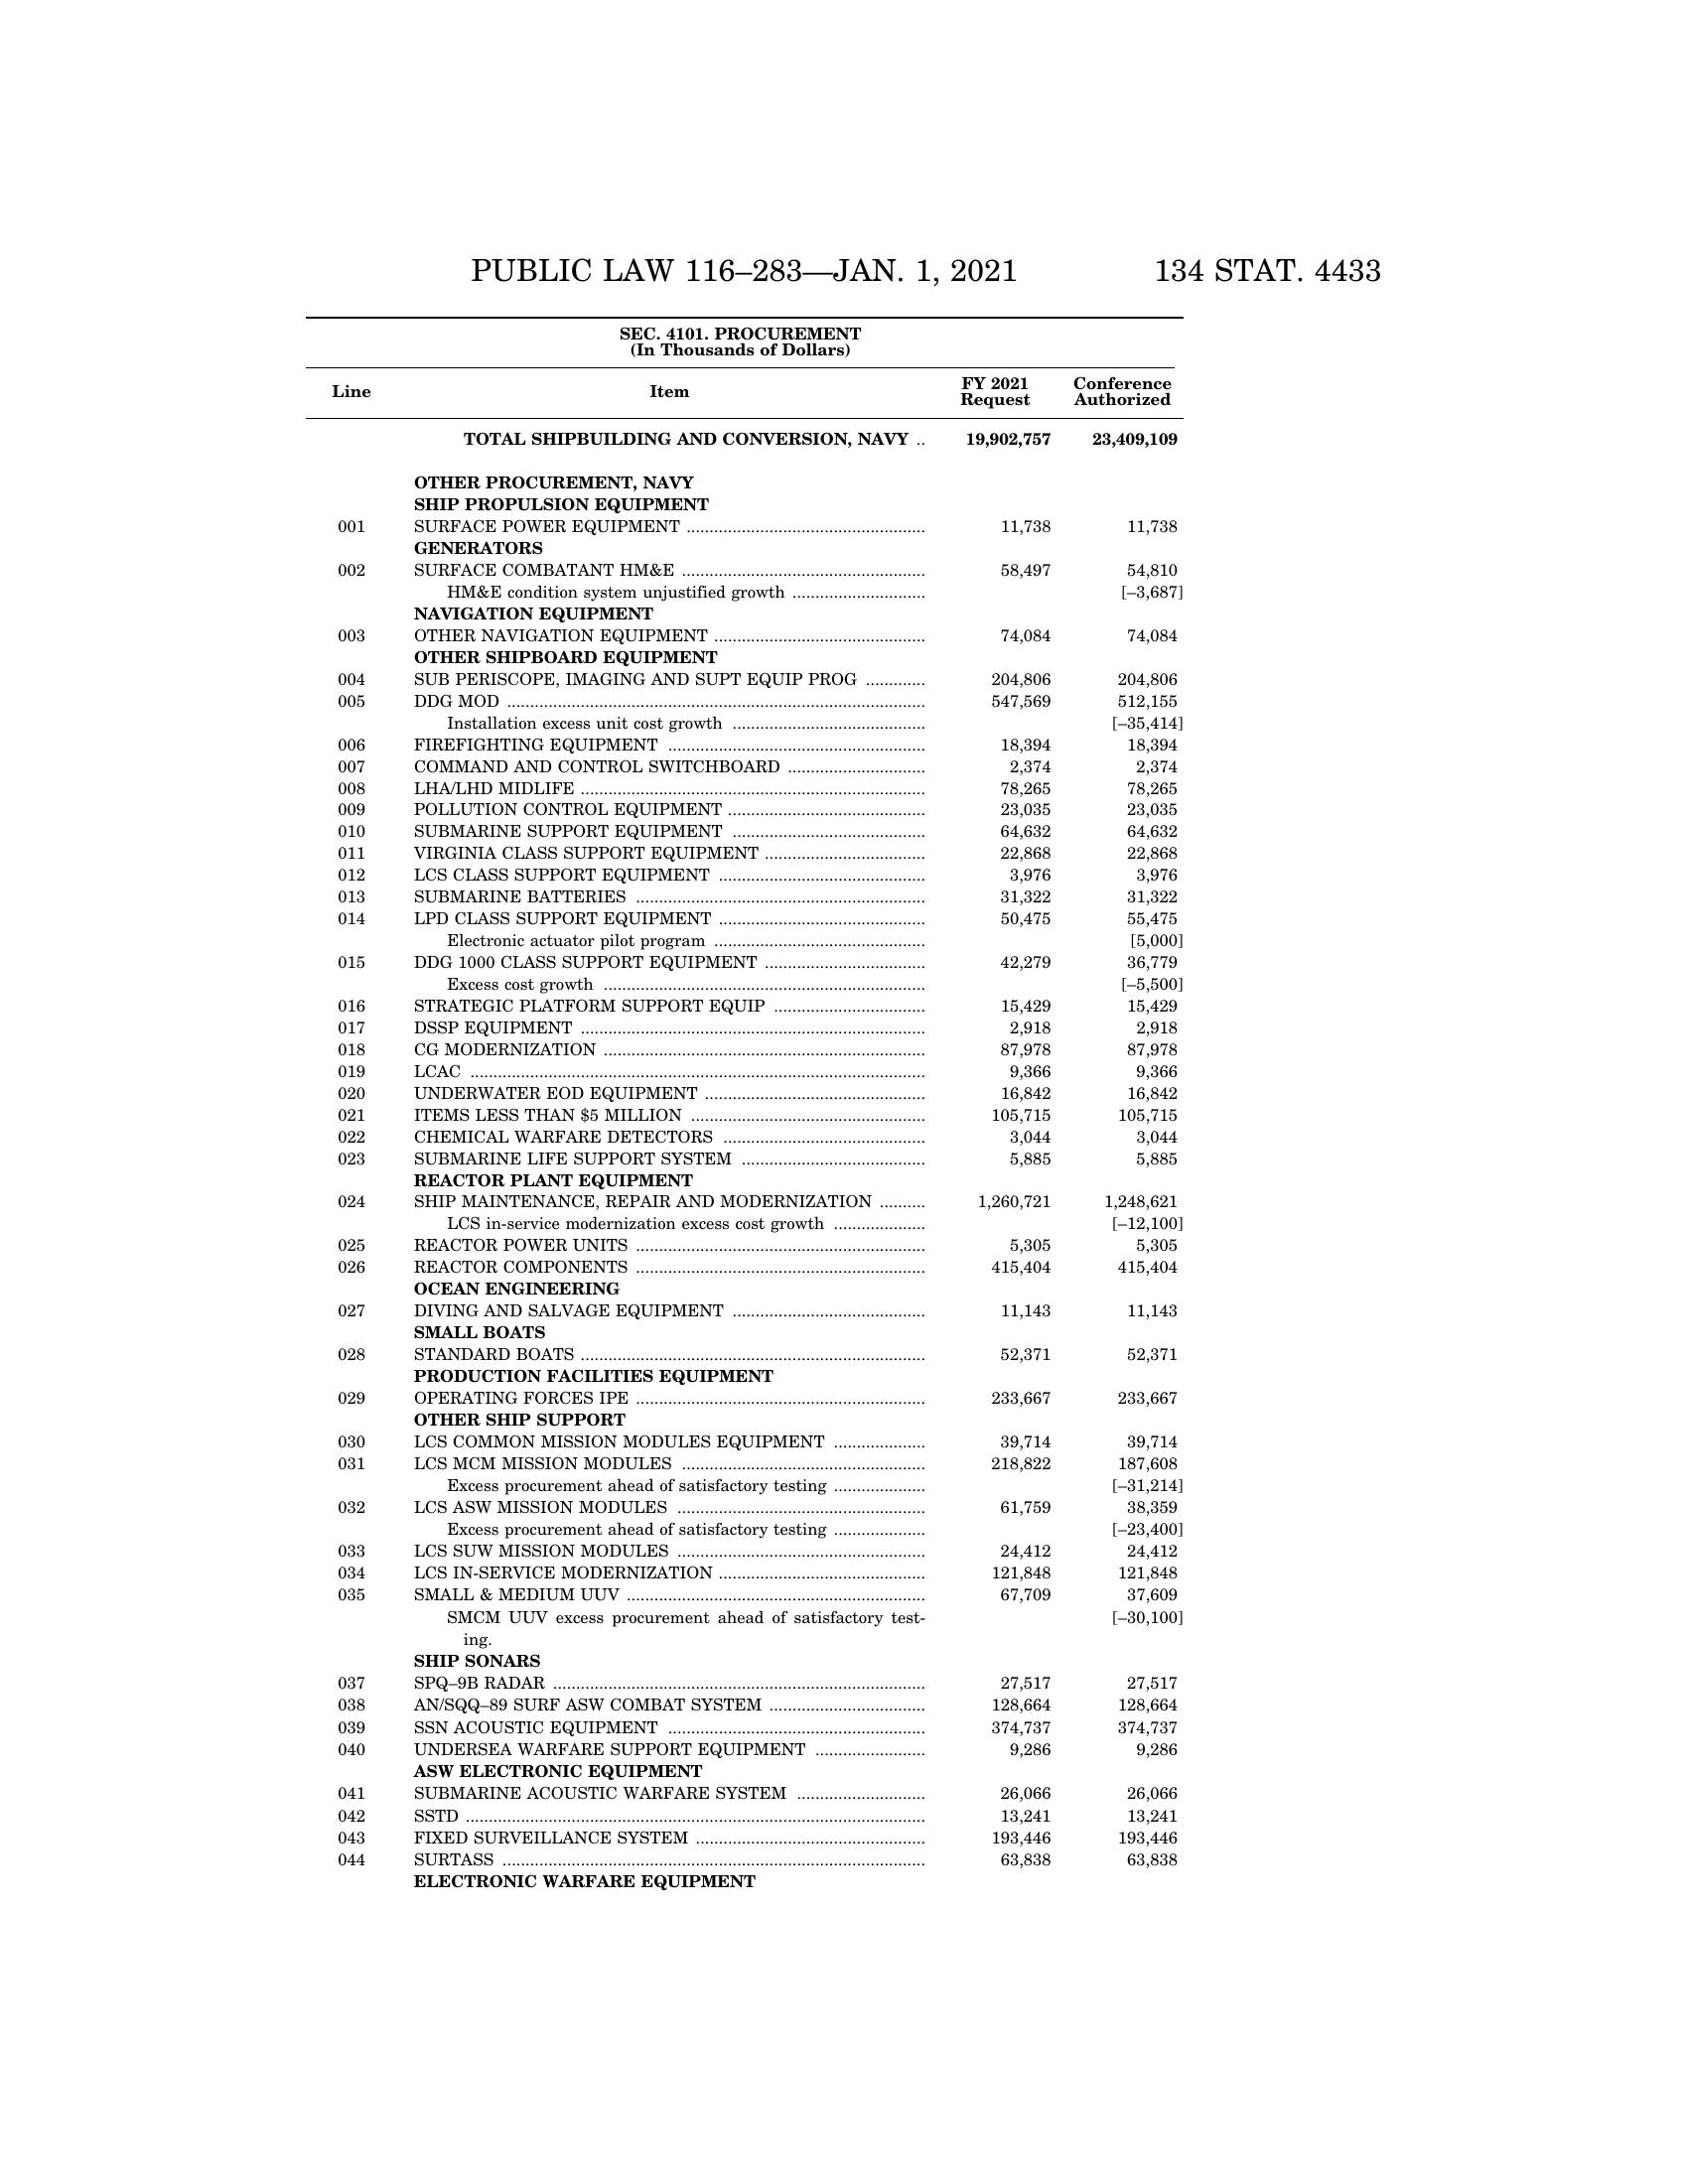 PUBLIC LAW 116–283—JAN. 1, 2021 134 STAT. 4433
SEC. 4101. PROCUREMENT
(In Thousands of Dollars)
Line Item FY 2021 Request Conference Authorized
TOTAL SHIPBUILDING AND CONVERSION, NAVY .. 19,902,757 23,409,109
OTHER PROCUREMENT, NAVY
SHIP PROPULSION EQUIPMENT
001 SURFACE POWER EQUIPMENT .................................................... 11,738 11,738
GENERATORS
002 SURFACE COMBATANT HM&E ..................................................... 58,497 54,810
HM&E condition system unjustified growth ............................. [–3,687]
NAVIGATION EQUIPMENT
003 OTHER NAVIGATION EQUIPMENT .............................................. 74,084 74,084
OTHER SHIPBOARD EQUIPMENT
004 SUB PERISCOPE, IMAGING AND SUPT EQUIP PROG ............. 204,806 204,806
005 DDG MOD ........................................................................................... 547,569 512,155
Installation excess unit cost growth .......................................... [–35,414]
006 FIREFIGHTING EQUIPMENT ........................................................ 18,394 18,394
007 COMMAND AND CONTROL SWITCHBOARD .............................. 2,374 2,374
008 LHA/LHD MIDLIFE ........................................................................... 78,265 78,265
009 POLLUTION CONTROL EQUIPMENT ........................................... 23,035 23,035
010 SUBMARINE SUPPORT EQUIPMENT .......................................... 64,632 64,632
011 VIRGINIA CLASS SUPPORT EQUIPMENT ................................... 22,868 22,868
012 LCS CLASS SUPPORT EQUIPMENT ............................................. 3,976 3,976
013 SUBMARINE BATTERIES ............................................................... 31,322 31,322
014 LPD CLASS SUPPORT EQUIPMENT ............................................. 50,475 55,475
Electronic actuator pilot program .............................................. [5,000]
015 DDG 1000 CLASS SUPPORT EQUIPMENT ................................... 42,279 36,779
Excess cost growth ...................................................................... [–5,500]
016 STRATEGIC PLATFORM SUPPORT EQUIP ................................. 15,429 15,429
017 DSSP EQUIPMENT ........................................................................... 2,918 2,918
018 CG MODERNIZATION ...................................................................... 87,978 87,978
019 LCAC ................................................................................................... 9,366 9,366
020 UNDERWATER EOD EQUIPMENT ................................................ 16,842 16,842
021 ITEMS LESS THAN $5 MILLION ................................................... 105,715 105,715
022 CHEMICAL WARFARE DETECTORS ............................................ 3,044 3,044
023 SUBMARINE LIFE SUPPORT SYSTEM ........................................ 5,885 5,885
REACTOR PLANT EQUIPMENT
024 SHIP MAINTENANCE, REPAIR AND MODERNIZATION .......... 1,260,721 1,248,621
LCS in-service modernization excess cost growth .................... [–12,100]
025 REACTOR POWER UNITS ............................................................... 5,305 5,305
026 REACTOR COMPONENTS ............................................................... 415,404 415,404
OCEAN ENGINEERING
027 DIVING AND SALVAGE EQUIPMENT .......................................... 11,143 11,143
SMALL BOATS
028 STANDARD BOATS ........................................................................... 52,371 52,371
PRODUCTION FACILITIES EQUIPMENT
029 OPERATING FORCES IPE ............................................................... 233,667 233,667
OTHER SHIP SUPPORT
030 LCS COMMON MISSION MODULES EQUIPMENT .................... 39,714 39,714
031 LCS MCM MISSION MODULES ..................................................... 218,822 187,608
Excess procurement ahead of satisfactory testing .................... [–31,214]
032 LCS ASW MISSION MODULES ...................................................... 61,759 38,359
Excess procurement ahead of satisfactory testing .................... [–23,400]
033 LCS SUW MISSION MODULES ...................................................... 24,412 24,412
034 LCS IN-SERVICE MODERNIZATION ............................................. 121,848 121,848
035 SMALL & MEDIUM UUV ................................................................. 67,709 37,609
SMCM UUV excess procurement ahead of satisfactory test- [–30,100]
ing.
SHIP SONARS
037 SPQ–9B RADAR ................................................................................. 27,517 27,517
038 AN/SQQ–89 SURF ASW COMBAT SYSTEM .................................. 128,664 128,664
039 SSN ACOUSTIC EQUIPMENT ........................................................ 374,737 374,737
040 UNDERSEA WARFARE SUPPORT EQUIPMENT ........................ 9,286 9,286
ASW ELECTRONIC EQUIPMENT
041 SUBMARINE ACOUSTIC WARFARE SYSTEM ............................ 26,066 26,066
042 SSTD .................................................................................................... 13,241 13,241
043 FIXED SURVEILLANCE SYSTEM .................................................. 193,446 193,446
044 SURTASS ............................................................................................ 63,838 63,838
ELECTRONIC WARFARE EQUIPMENT